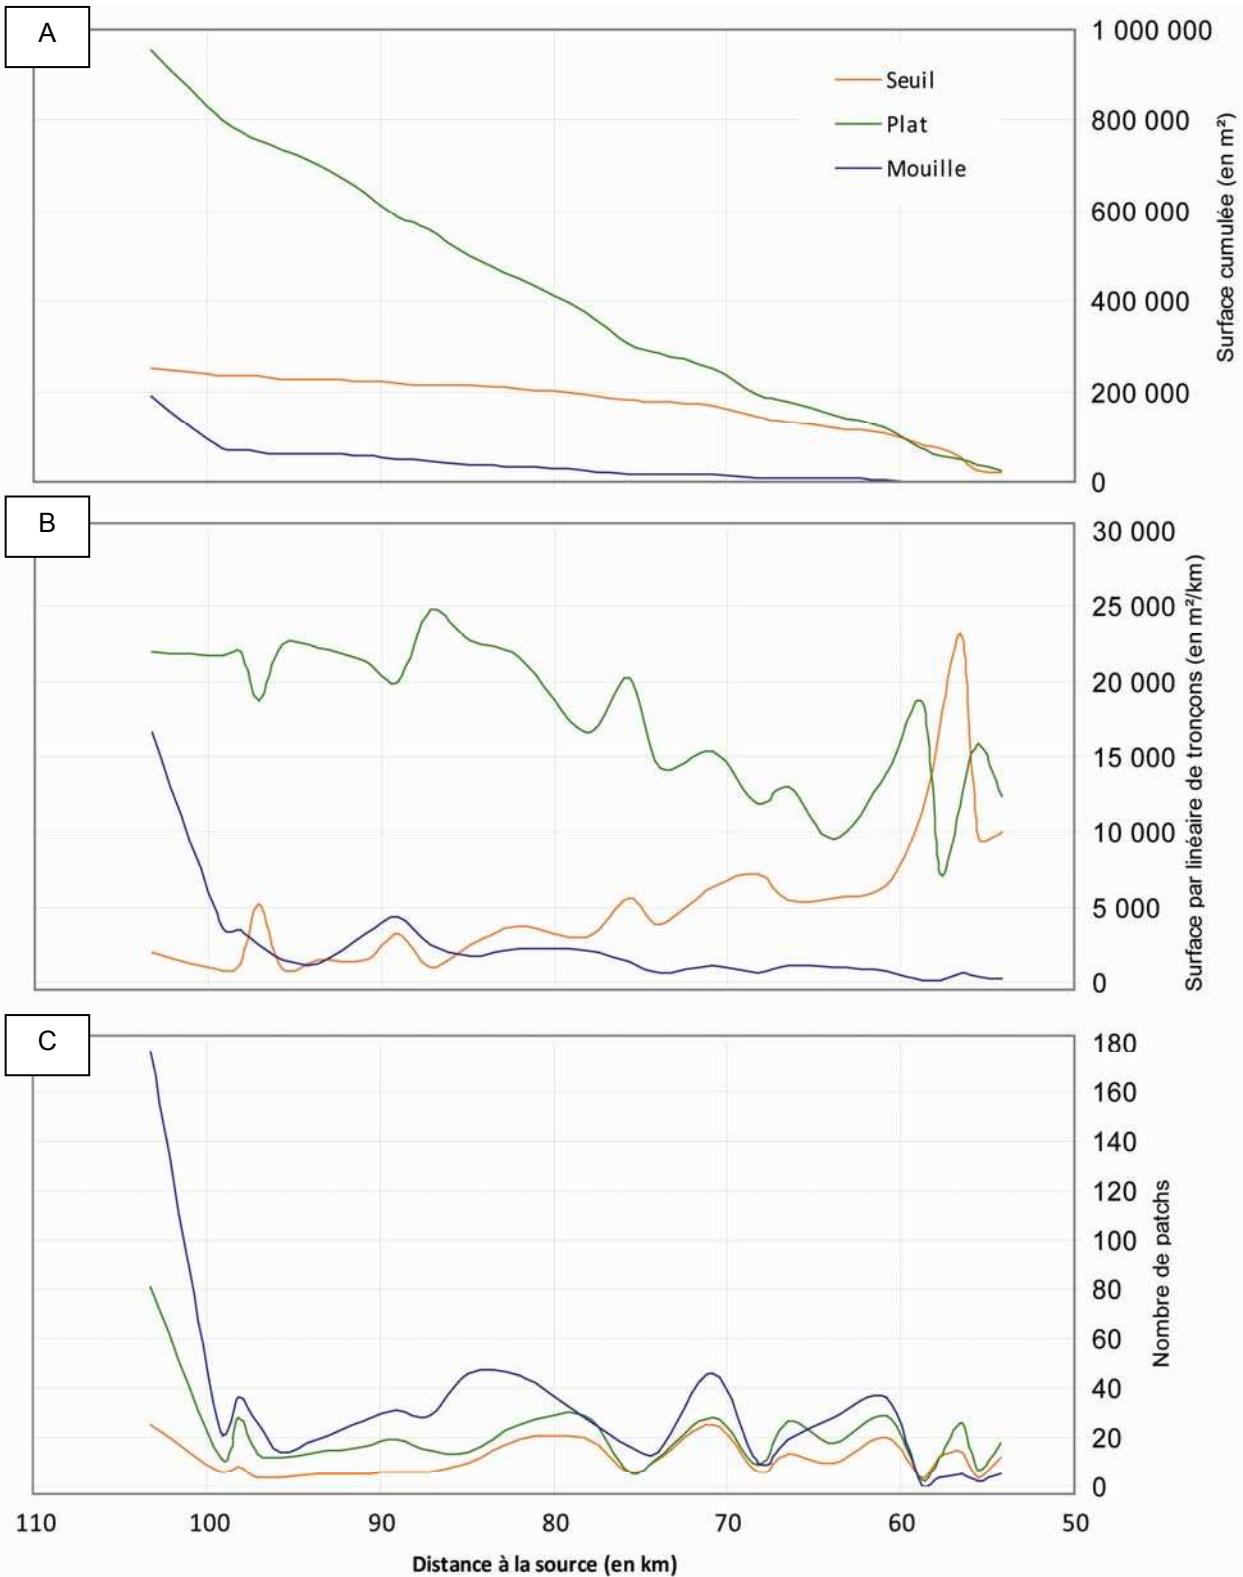 A
1 000 000
Seuil
Plat
Mouille
800 000
600 000
400 000
200 000
0
Surface cumulée (en m²)
B
30 000
25 000
20 000
15 000
10 000
5 000
0
Surface par linéaire de tronçons (en m²/km)
C
180
160
140
120
100
80
60
40
20
0
Nombre de patchs
110
100
90
80
70
60
50
Distance à la source (en km)